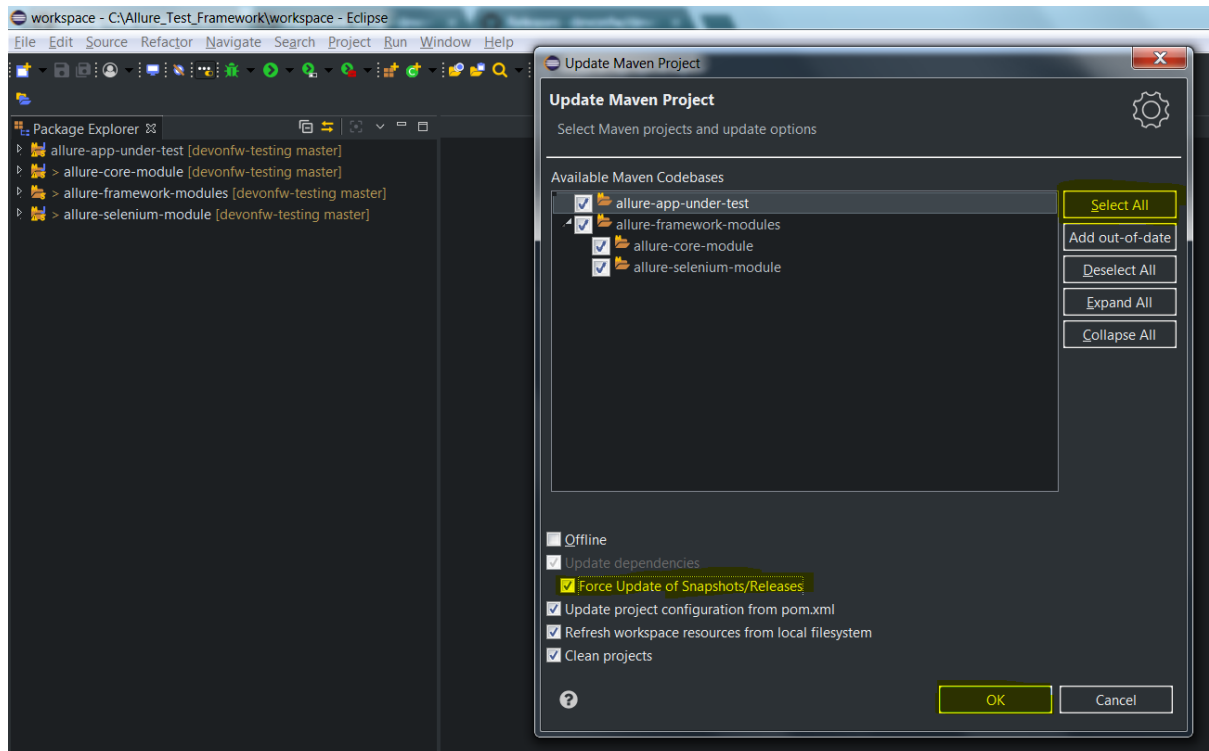 workspace - C:\Allure_Test_Framework\workspace - Eclipse
File Edit Source Refactor Navigate Search Project Run Window Help
Package Explorer
allure-app-under-test [devonfw-testing master]
> allure-core-module [devonfw-testing master]
> allure-framework-modules [devonfw-testing master]
> allure-selenium-module [devonfw-testing master]
Update Maven Project
X
Update Maven Project
Select Maven projects and update options
Available Maven Codebases
allure-app-under-test
allure-framework-modules
allure-core-module
allure-selenium-module
Select All
Add out-of-date
Deselect All
Expand All
Collapse All
Offline
Update dependencies
Force Update of Snapshots/Releases
Update project configuration from pom.xml
Refresh workspace resources from local filesystem
Clean projects
?
OK Cancel